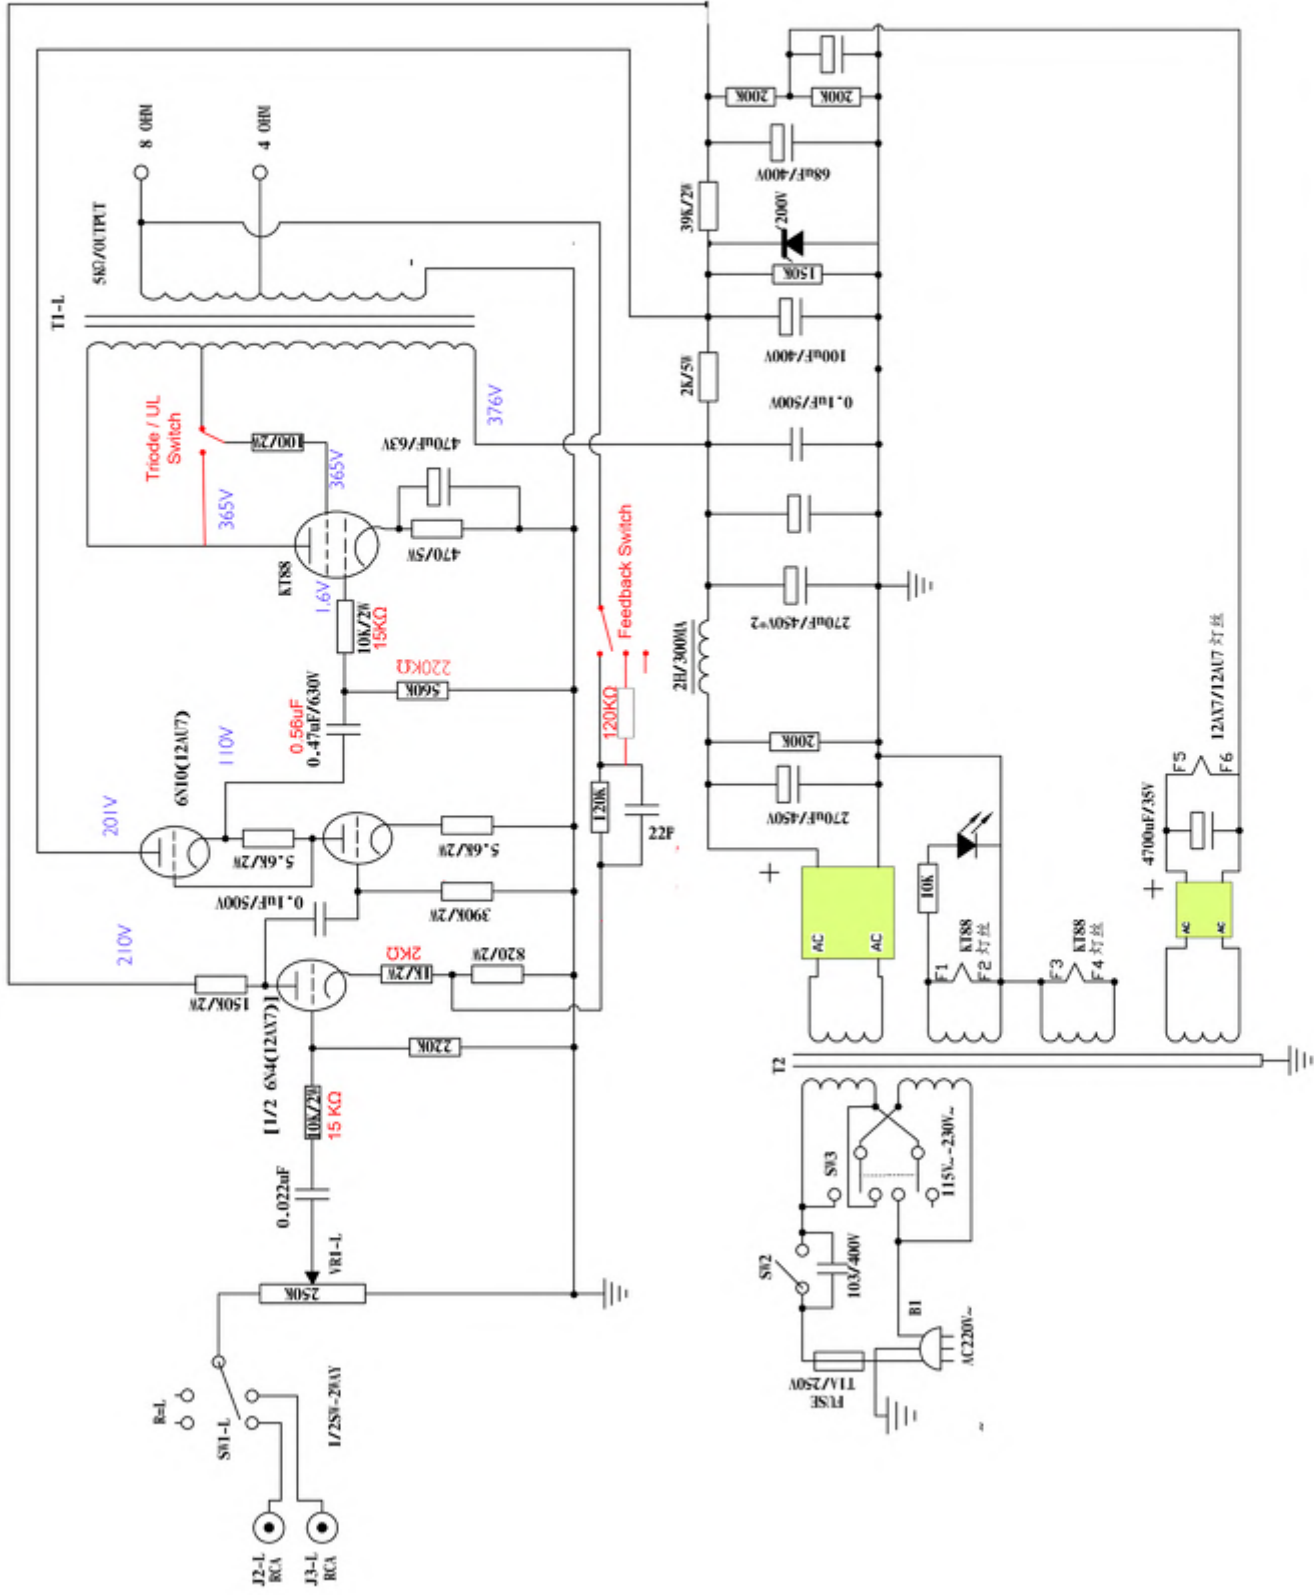 J2-L
RCA
J3-L
RCA
R=L
SW1-L
1/2SW-2WAY
250K
VR1-L
0.022uF
10K/2W
15 KΩ
220K
[1/2 6N4(12AX7)]
150K/2W
210V
1K/2W
2KΩ
820/2W
0.1uF/500V
390K/2W
201V
6N10(12AU7)
5.6K/2W
5.6K/2W
110V
0.56uF
0.47uF/630V
560K
220KΩ
10K/2W
15KΩ
1.6V
KT88
470/5W
470uF/63V
365V
365V
100/2W
Triode / UL
Switch
376V
T1-L
5KΩ/OUTPUT
8 OHM
4 OHM
120K
22P
120KΩ
Feedback Switch
FUSE
T1A/250V
AC220V~
B1
SW2
103/400V
SW3
115V~-230V~
~
T2
AC
AC
+
270uF/450V
200K
2H/300MA
270uF/450V*2
0.1uF/500V
2K/5W
100uF/400V
150K
/200V
39K/2W
68uF/400V
200K
200K
10K
F1
KT88
灯丝
F2
F3
KT88
灯丝
F4
AC
AC
+
4700uF/35V
F5
F6
12AX7/12AU7 灯丝